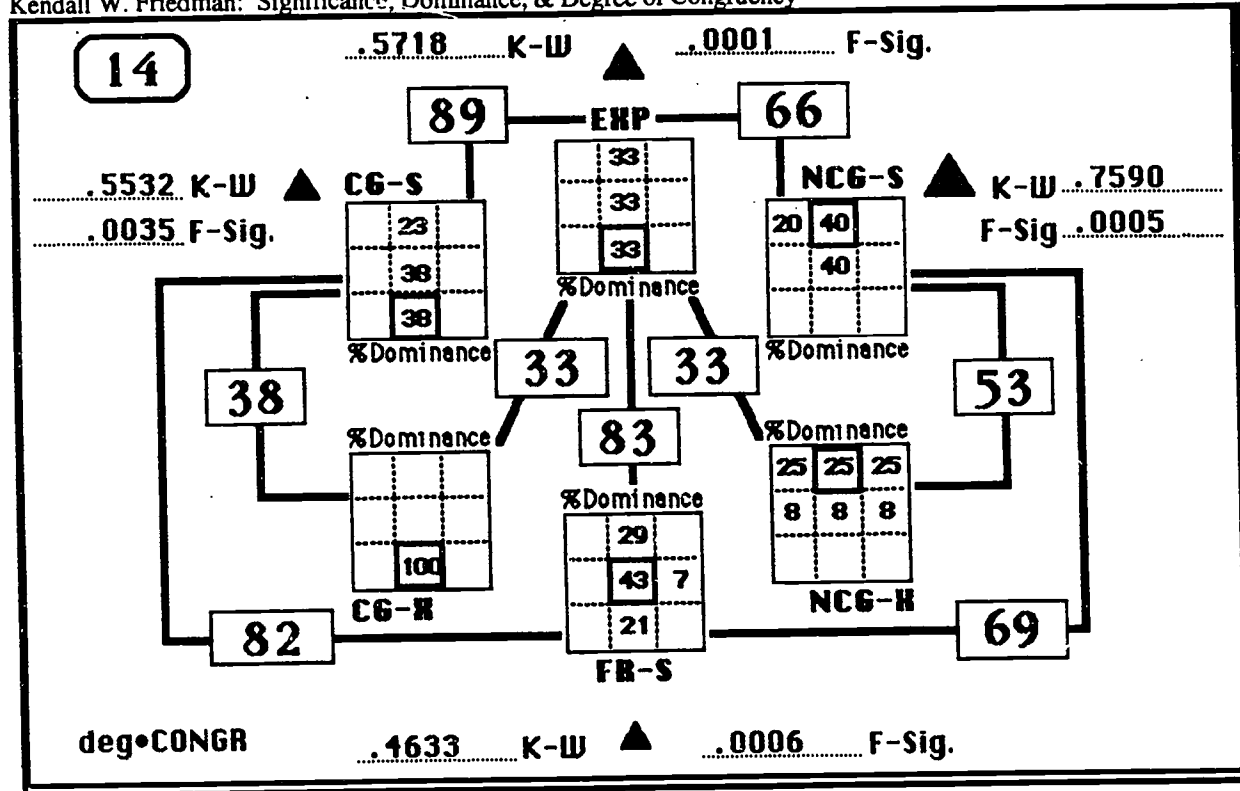 Kendall W. Friedman: Significance, Dominance, & Degree of Congruency
14
.5718 K-W .0001 F-Sig.
89 EXP 66
33
33
33
%Dominance
.5532 K-W CG-S
.0035 F-Sig.
23
38
38
%Dominance
NCG-S K-W .7590
F-Sig .0005
20 40
40
%Dominance
38 33 83 33 53
%Dominance
100
CG-X
%Dominance
29
43 7
21
FR-S
%Dominance
25 25 25
8 8 8
NCG-X
82 69
deg•CONGR .4633 K-W .0006 F-Sig.